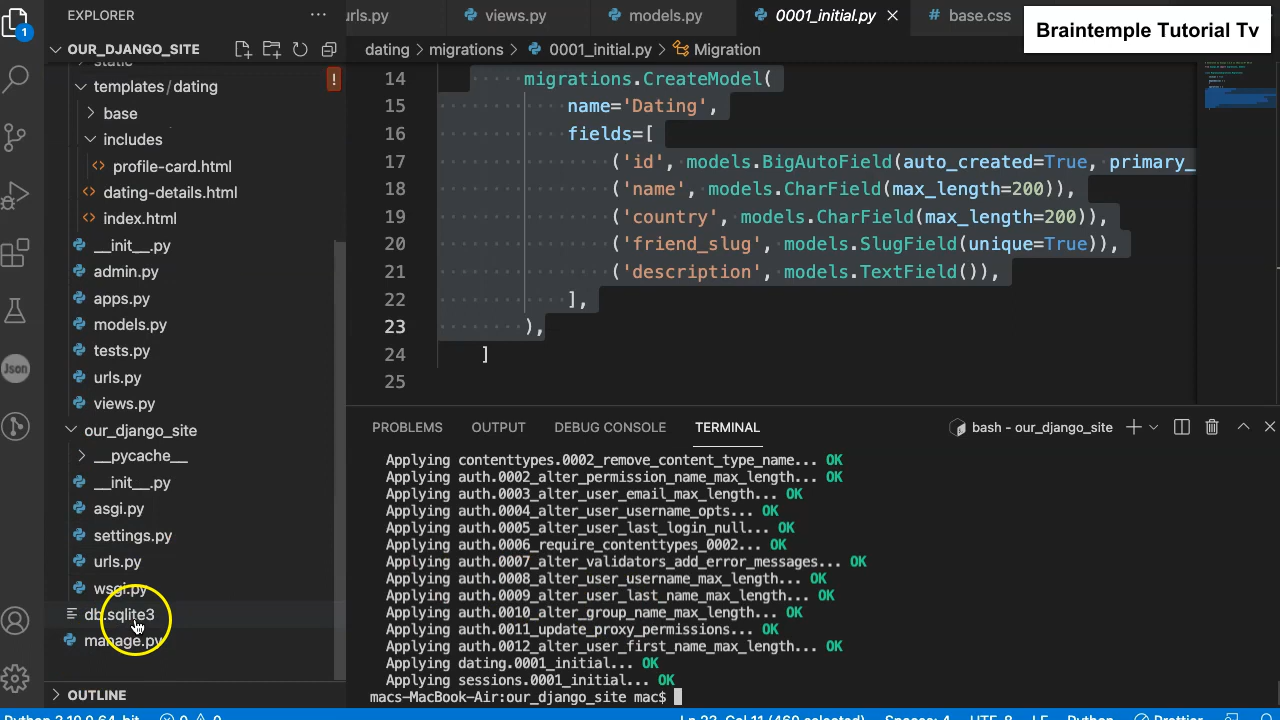 EXPLORER
OUR_DJANGO_SITE
static
templates / dating
base
includes
profile-card.html
dating-details.html
index.html
__init__.py
admin.py
apps.py
models.py
tests.py
urls.py
views.py
our_django_site
__pycache__
__init__.py
asgi.py
settings.py
urls.py
wsgi.py
db.sqlite3
manage.py
OUTLINE
1
Json
urls.py
views.py
models.py
0001_initial.py
# base.css
Braintemple Tutorial Tv
dating > migrations > 0001_initial.py > Migration
14 migrations.CreateModel(
15 name='Dating',
16 fields=[
17 ('id', models.BigAutoField(auto_created=True, primary_
18 ('name', models.CharField(max_length=200)),
19 ('country', models.CharField(max_length=200)),
20 ('friend_slug', models.SlugField(unique=True)),
21 ('description', models.TextField()),
22 ],
23 ),
24 ]
25
PROBLEMS OUTPUT DEBUG CONSOLE TERMINAL
bash - our_django_site
Applying contenttypes.0002_remove_content_type_name... OK
Applying auth.0002_alter_permission_name_max_length... OK
Applying auth.0003_alter_user_email_max_length... OK
Applying auth.0004_alter_user_username_opts... OK
Applying auth.0005_alter_user_last_login_null... OK
Applying auth.0006_require_contenttypes_0002... OK
Applying auth.0007_alter_validators_add_error_messages... OK
Applying auth.0008_alter_user_username_max_length... OK
Applying auth.0009_alter_user_last_name_max_length... OK
Applying auth.0010_alter_group_name_max_length... OK
Applying auth.0011_update_proxy_permissions... OK
Applying auth.0012_alter_user_first_name_max_length... OK
Applying dating.0001_initial... OK
Applying sessions.0001_initial... OK
macs-MacBook-Air:our_django_site mac$